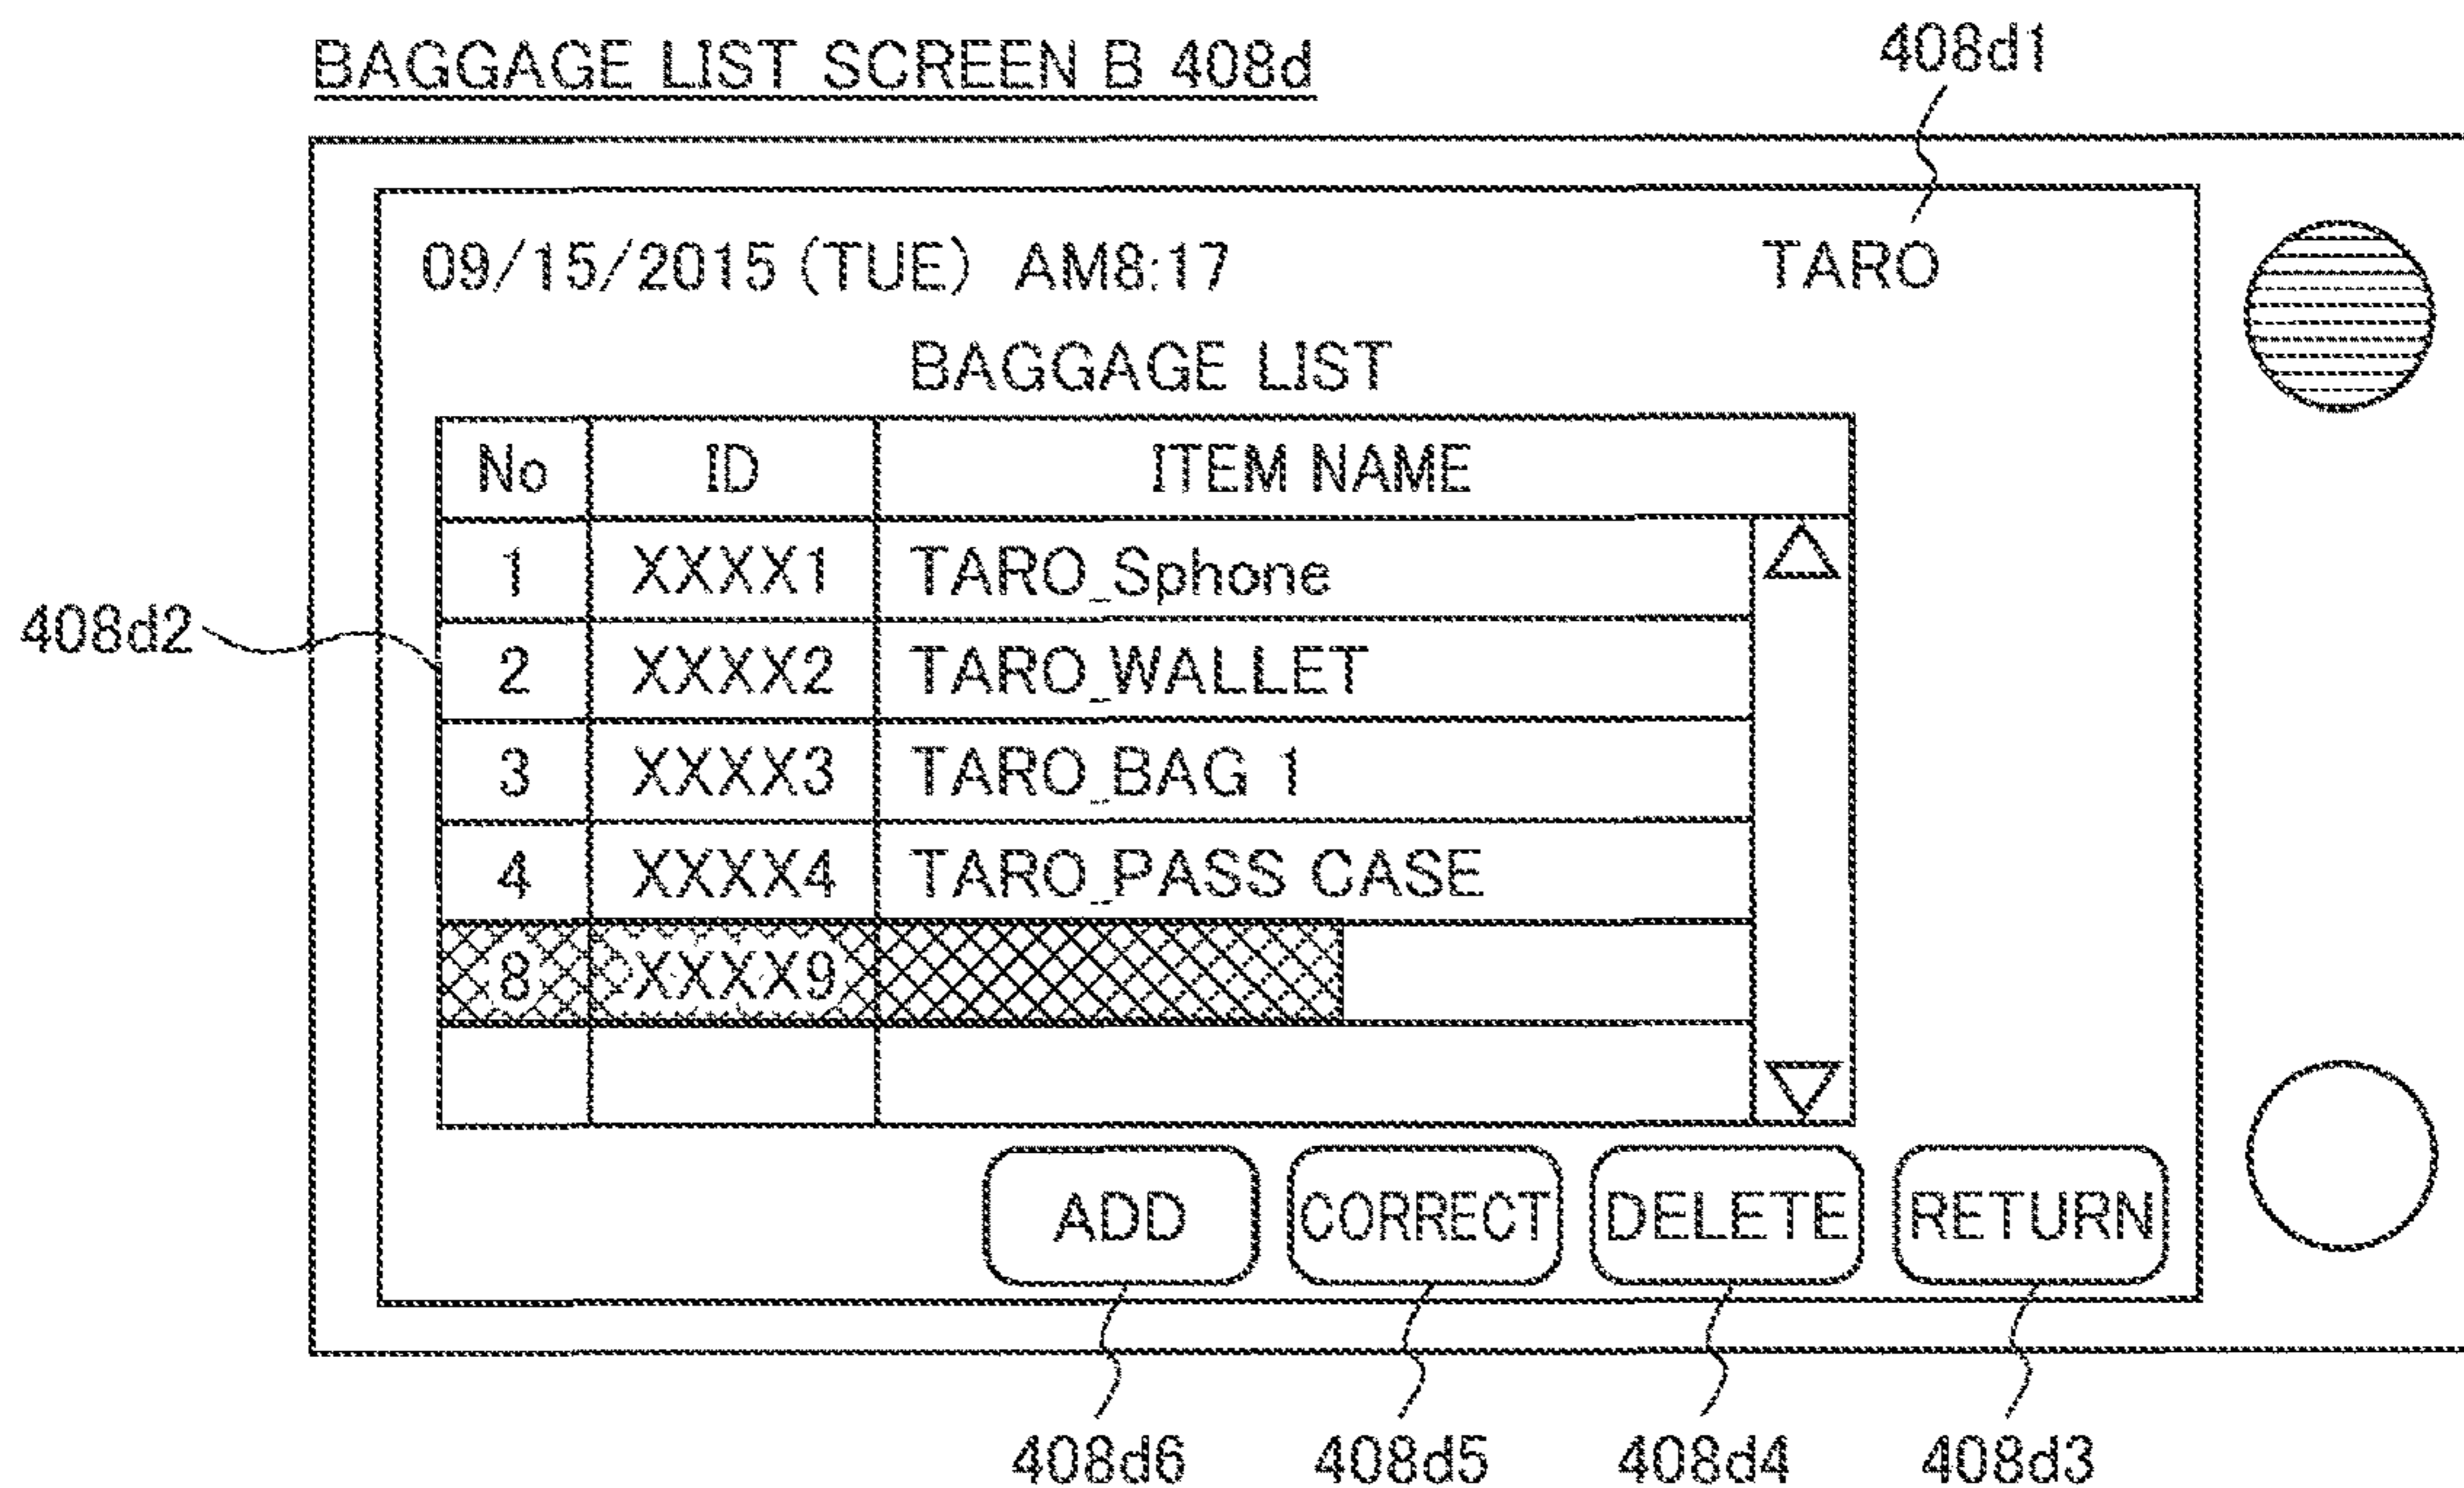 BAGGAGE LIST SCREEN B 408d
408d1
09/15/2015 (TUE) AM8:17 TARO
BAGGAGE LIST
No ID ITEM NAME
1 XXXX1 TARO_Sphone
408d2
2 XXXX2 TARO_WALLET
3 XXXX3 TARO_BAG 1
4 XXXX4 TARO_PASS CASE
8 XXXX9
ADD CORRECT DELETE RETURN
408d6 408d5 408d4 408d3